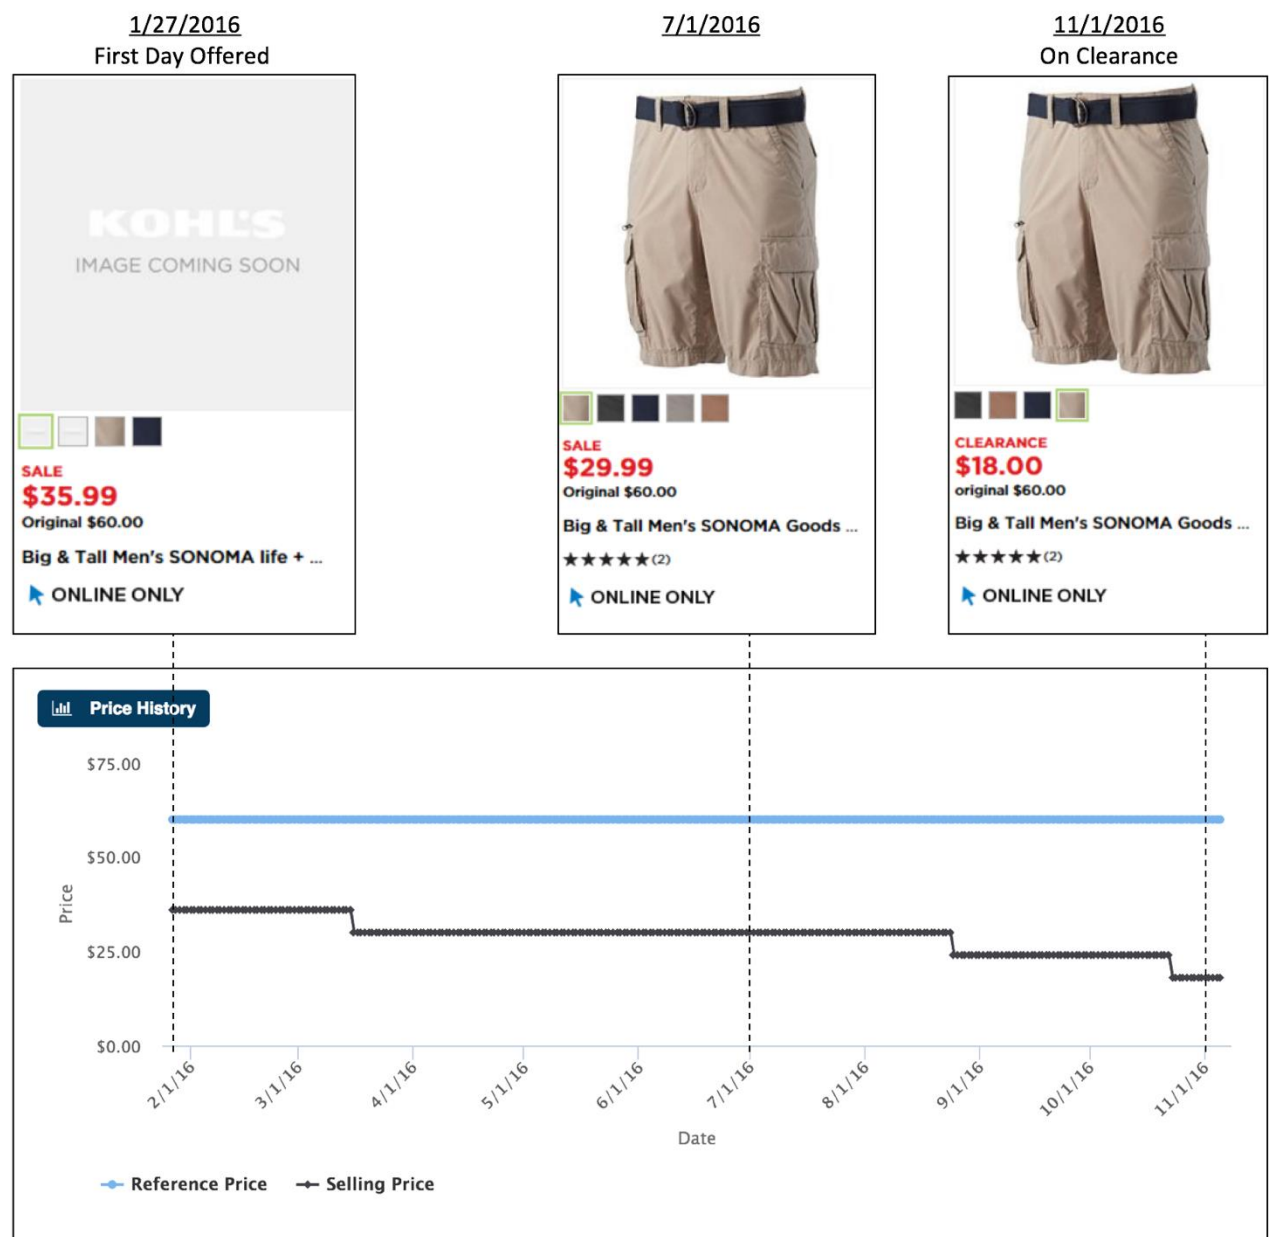 1/27/2016
First Day Offered
KOHL'S
IMAGE COMING SOON
SALE
$35.99
Original $60.00
Big & Tall Men's SONOMA life + ...
ONLINE ONLY
7/1/2016
SALE
$29.99
Original $60.00
Big & Tall Men's SONOMA Goods ...
★★★★★(2)
ONLINE ONLY
11/1/2016
On Clearance
CLEARANCE
$18.00
original $60.00
Big & Tall Men's SONOMA Goods ...
★★★★★(2)
ONLINE ONLY
Price History
$75.00
$50.00
$25.00
$0.00
Price
2/1/16
3/1/16
4/1/16
5/1/16
6/1/16
7/1/16
8/1/16
9/1/16
10/1/16
11/1/16
Date
Reference Price
Selling Price